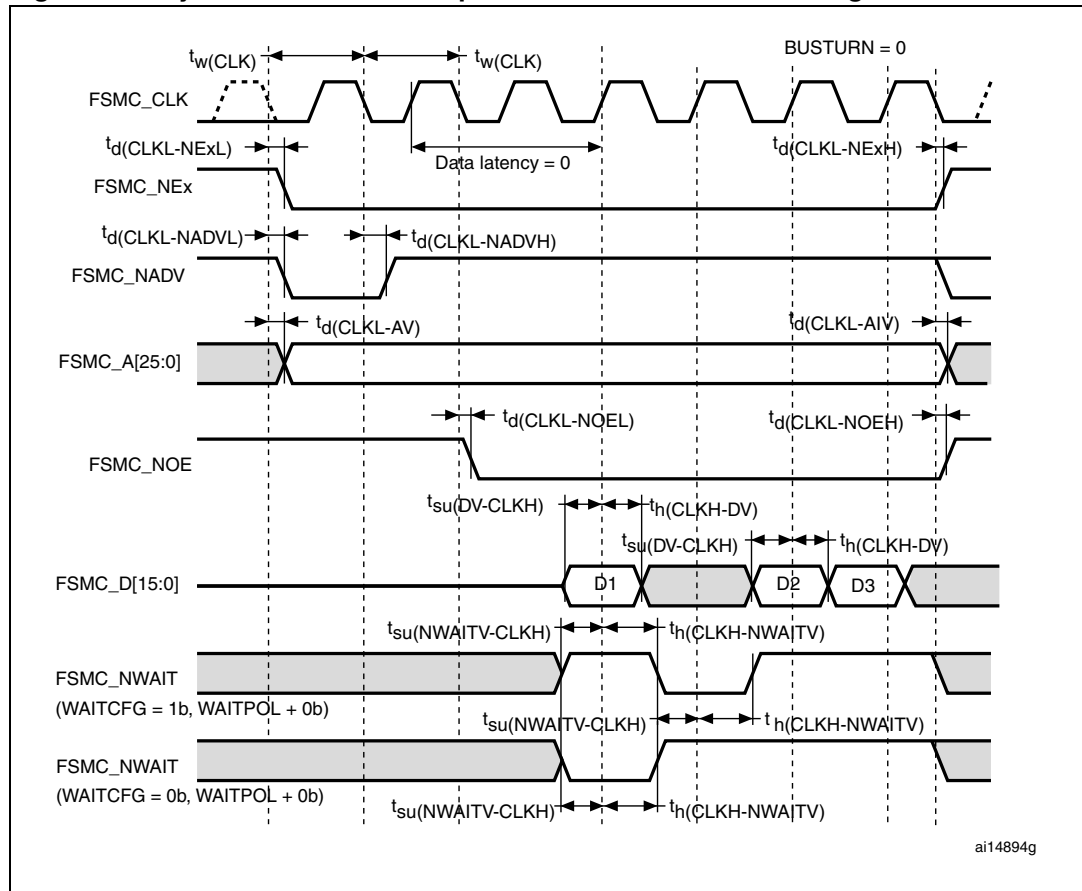 BUSTURN = 0
tw(CLK) tw(CLK)
FSMC_CLK
td(CLKL-NExL) Data latency = 0 td(CLKL-NExH)
FSMC_NEx
td(CLKL-NADVL) td(CLKL-NADVH)
FSMC_NADV
td(CLKL-AV) td(CLKL-AIV)
FSMC_A[25:0]
td(CLKL-NOEL) td(CLKL-NOEH)
FSMC_NOE
tsu(DV-CLKH) th(CLKH-DV)
tsu(DV-CLKH) th(CLKH-DV)
FSMC_D[15:0] D1 D2 D3
tsu(NWAITV-CLKH) th(CLKH-NWAITV)
FSMC_NWAIT
(WAITCFG = 1b, WAITPOL + 0b)
tsu(NWAITV-CLKH) th(CLKH-NWAITV)
FSMC_NWAIT
(WAITCFG = 0b, WAITPOL + 0b)
tsu(NWAITV-CLKH) th(CLKH-NWAITV)
ai14894g